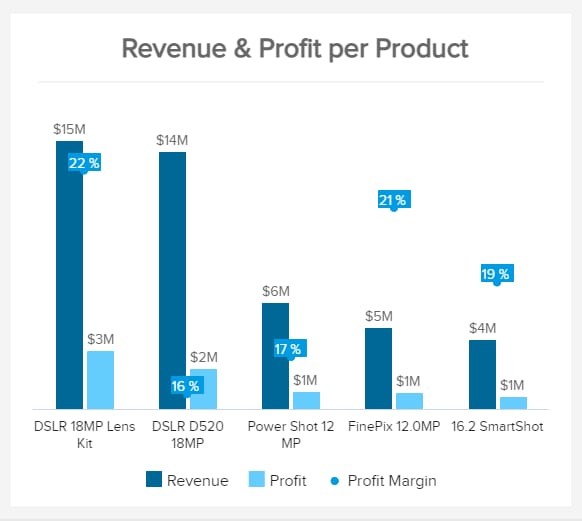 Revenue & Profit per Product
$15M
22 %
$3M
$14M
16 %
$2M
$6M
17 %
$1M
$5M
21 %
$1M
$4M
19 %
$1M
DSLR 18MP Lens
Kit
DSLR D520
18MP
Power Shot 12
MP
FinePix 12.0MP
16.2 SmartShot
Revenue
Profit
Profit Margin